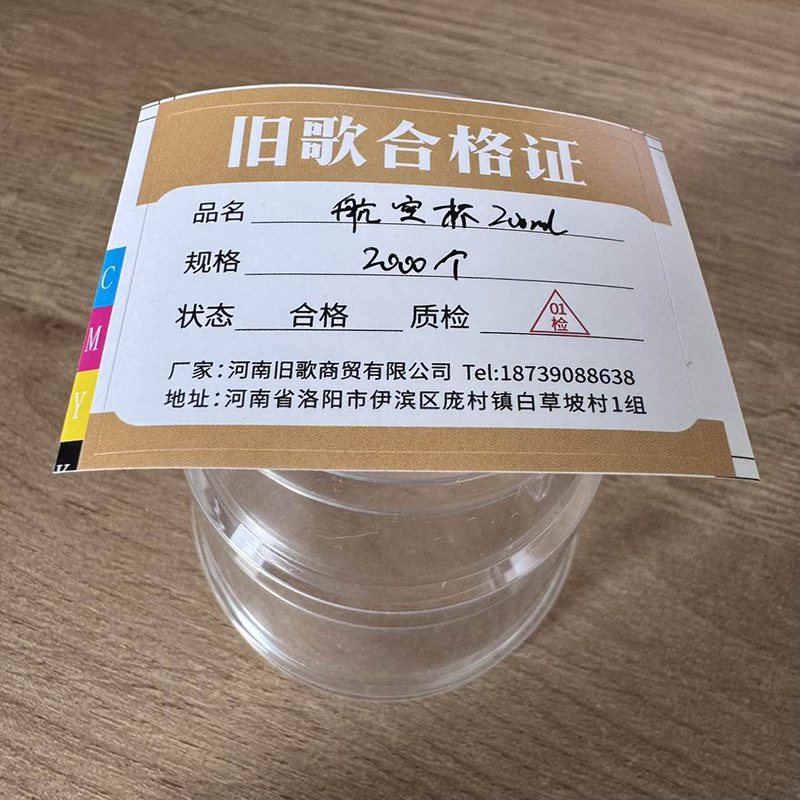 旧歌合格证
品名 航空杯200ml
规格 2000个
状态 合格 质检 01检
厂家:河南旧歌商贸有限公司 Tel:18739088638
地址:河南省洛阳市伊滨区庞村镇白草坡村1组
C
M
Y
K